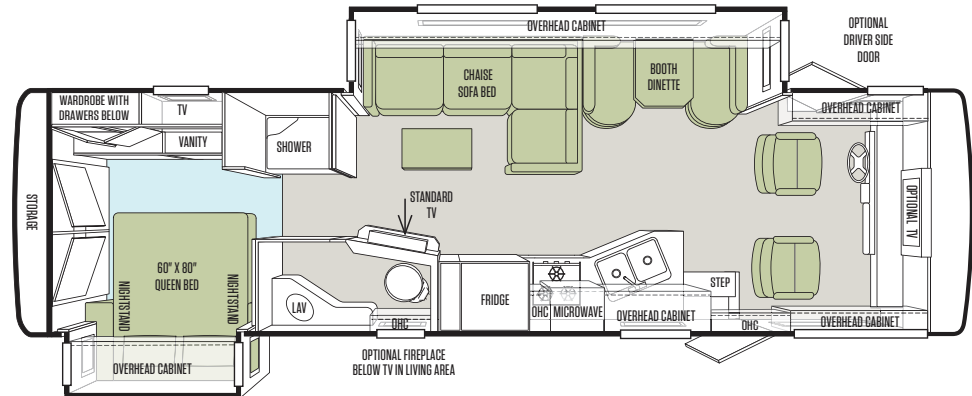 OVERHEAD CABINET
OPTIONAL
DRIVER SIDE
DOOR
CHAISE
SOFA BED
BOOTH
DINETTE
WARDROBE WITH
DRAWERS BELOW
TV
OVERHEAD CABINET
VANITY
SHOWER
STORAGE
STANDARD
TV
OPTIONAL TV
60" X 80"
QUEEN BED
NIGHTSTAND
NIGHTSTAND
LAV
OHC
FRIDGE
OHC
MICROWAVE
OVERHEAD CABINET
STEP
OHC
OVERHEAD CABINET
OVERHEAD CABINET
OPTIONAL FIREPLACE
BELOW TV IN LIVING AREA